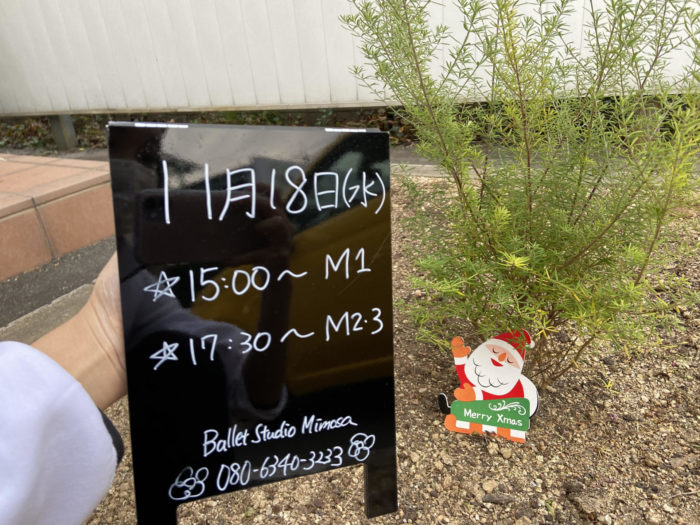 11月18日(水)
☆15:00～ M1
☆17:30～ M2・3
Ballet Studio Mimosa
080-6340-3233
Merry Xmas